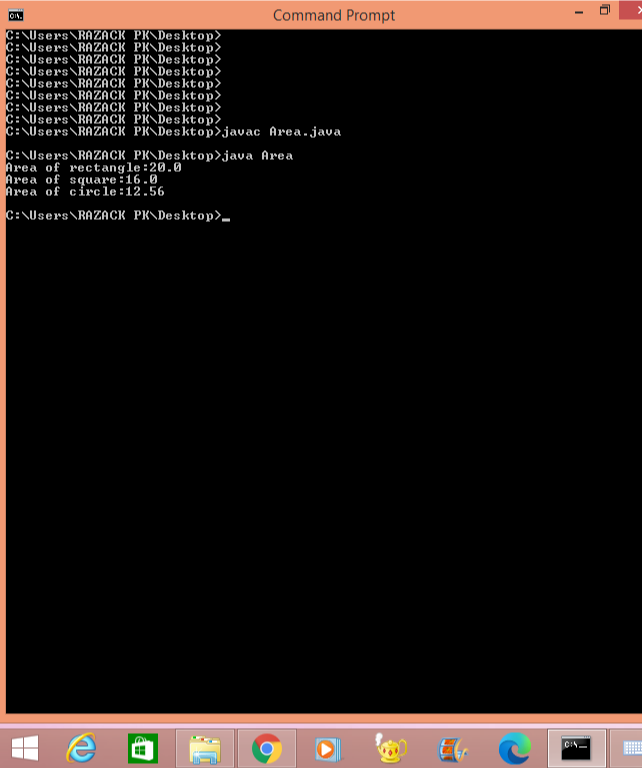 Command Prompt
C:\Users\RAZACK PK\Desktop>
C:\Users\RAZACK PK\Desktop>
C:\Users\RAZACK PK\Desktop>
C:\Users\RAZACK PK\Desktop>
C:\Users\RAZACK PK\Desktop>
C:\Users\RAZACK PK\Desktop>
C:\Users\RAZACK PK\Desktop>
C:\Users\RAZACK PK\Desktop>
C:\Users\RAZACK PK\Desktop>javac Area.java
C:\Users\RAZACK PK\Desktop>java Area
Area of rectangle:20.0
Area of square:16.0
Area of circle:12.56
C:\Users\RAZACK PK\Desktop>_